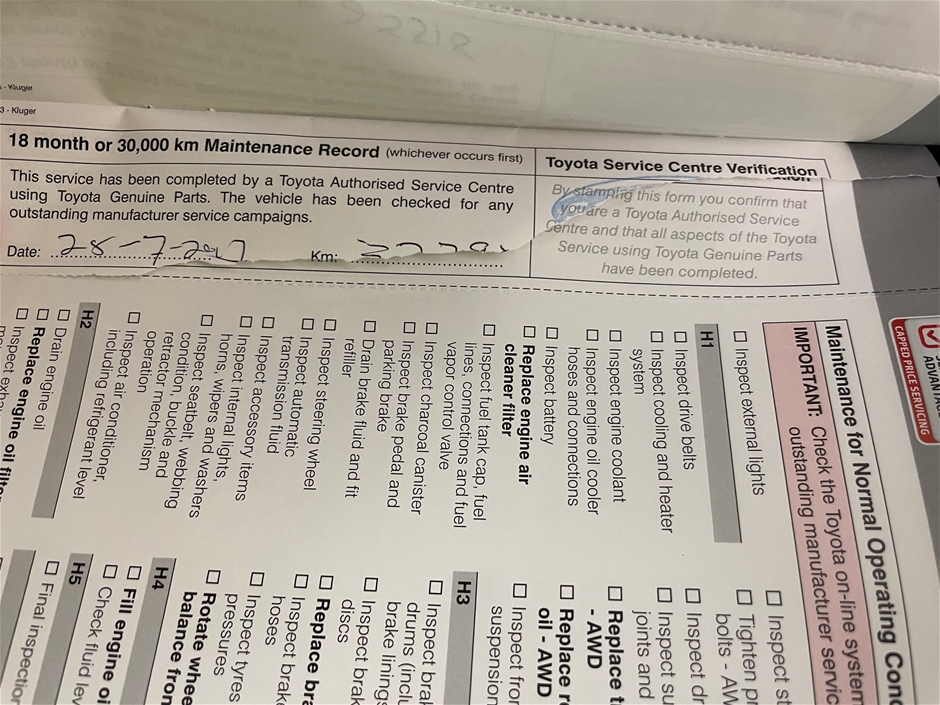 - Kluger
3 - Kluger
18 month or 30,000 km Maintenance Record (whichever occurs first)
This service has been completed by a Toyota Authorised Service Centre
using Toyota Genuine Parts. The vehicle has been checked for any
outstanding manufacturer service campaigns.
Date: 28-7-2017 Km:
Toyota Service Centre Verification
By stamping this form you confirm that
you are a Toyota Authorised Service
Centre and that all aspects of the Toyota
Service using Toyota Genuine Parts
have been completed.
CAPPED PRICE SERVICING
Maintenance for Normal Operating Con
IMPORTANT: Check the Toyota on-line system
outstanding manufacturer servic
☐ Inspect external lights
H1
☐ Inspect drive belts
☐ Inspect cooling and heater
system
☐ Inspect engine coolant
☐ Inspect engine oil cooler
hoses and connections
☐ Inspect battery
☐ Replace engine air
cleaner filter
☐ Inspect fuel tank cap, fuel
lines, connections and fuel
vapor control valve
☐ Inspect charcoal canister
☐ Inspect brake pedal and
parking brake
☐ Drain brake fluid and fit
refiller
☐ Inspect steering wheel
☐ Inspect automatic
transmission fluid
☐ Inspect accessory items
☐ Inspect internal lights,
horns, wipers and washers
☐ Inspect seatbelt, webbing
condition, buckle and
retractor mechanism
operation
☐ Inspect air conditioner,
including refrigerant level
H2
☐ Drain engine oil
☐ Replace engine oil filte
☐ Inspect exha
☐ Inspect st
☐ Tighten pr
bolts - AW
☐ Inspect dr
☐ Inspect su
joints and
☐ Replace t
- AWD
☐ Replace r
oil - AWD
☐ Inspect fror
suspension
H3
☐ Inspect bral
drums (inclu
brake linings
☐ Inspect brak
discs
☐ Replace bra
☐ Inspect brak
hoses
☐ Inspect tyres
pressures
☐ Rotate whee
balance from
H4
☐ Fill engine oi
☐ Check fluid lev
H5
☐ Final inspection